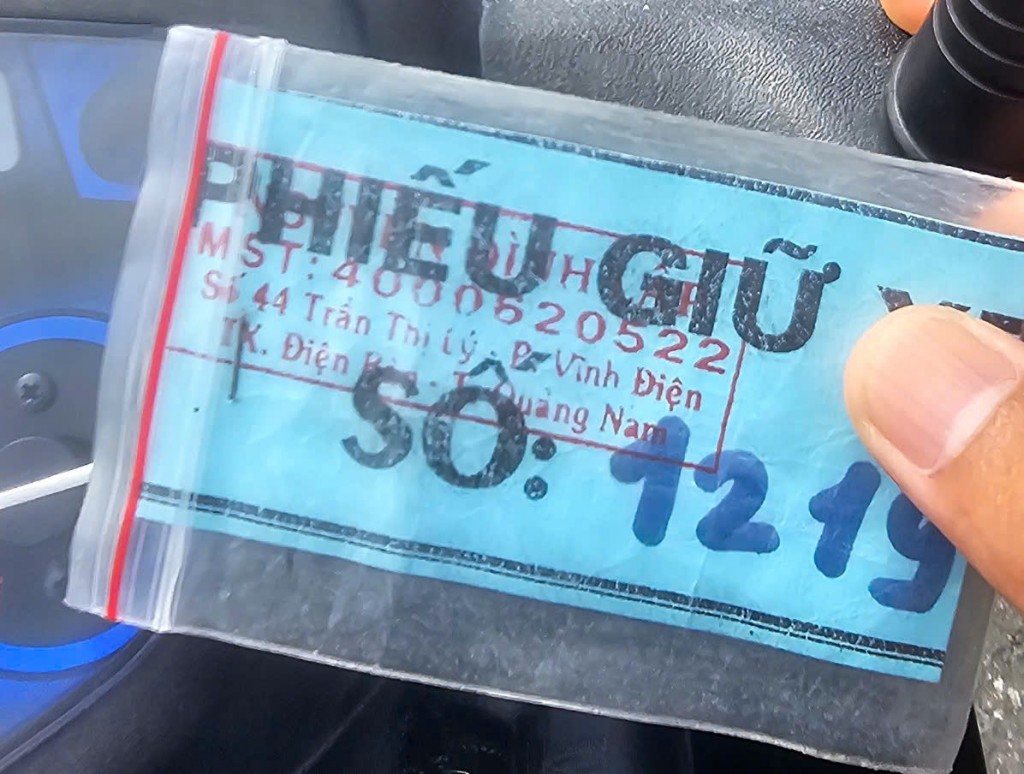 PHIẾU GIỮ
MST: 4000620522
Số 44 Trần Thị Lý - P. Vĩnh Điện
TX. Điện Bàn - T. Quảng Nam
SỐ: 1219